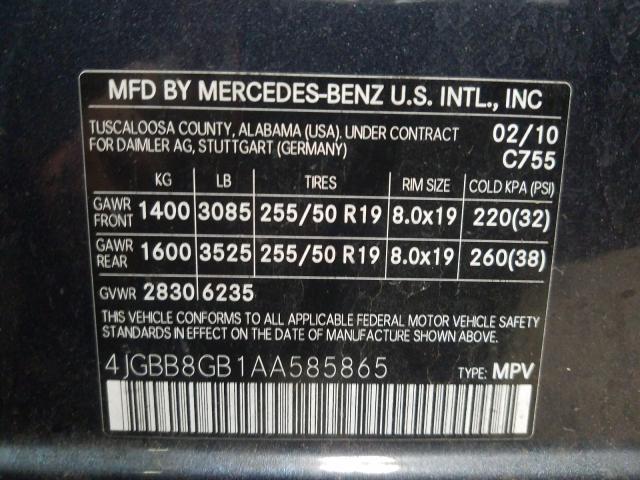 MFD BY MERCEDES-BENZ U.S. INTL., INC
TUSCALOOSA COUNTY, ALABAMA (USA). UNDER CONTRACT 02/10
FOR DAIMLER AG, STUTTGART (GERMANY) C755
KG LB TIRES RIM SIZE COLD KPA (PSI)
GAWR FRONT 1400 3085 255/50 R19 8.0x19 220(32)
GAWR REAR 1600 3525 255/50 R19 8.0x19 260(38)
GVWR 2830 6235
THIS VEHICLE CONFORMS TO ALL APPLICABLE FEDERAL MOTOR VEHICLE SAFETY
STANDARDS IN EFFECT ON THE DATE OF MANUFACTURE SHOWN ABOVE.
4JGBB8GB1AA585865 TYPE: MPV